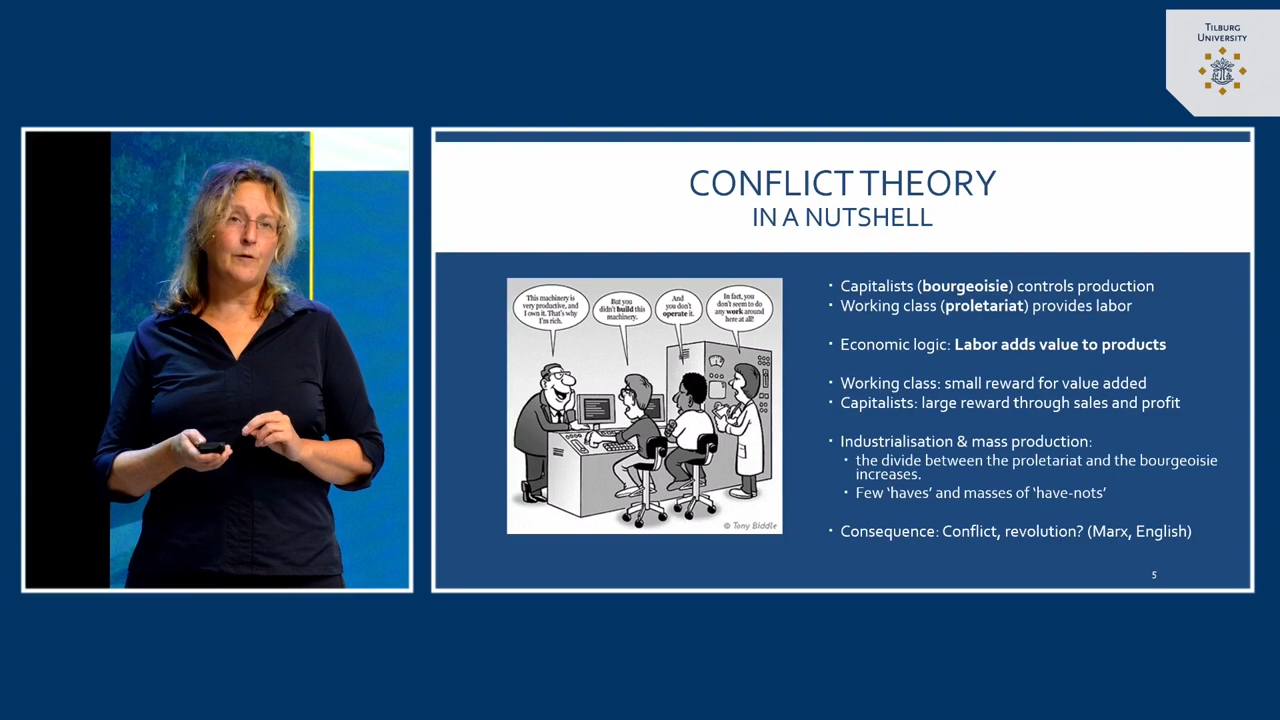 TILBURG
UNIVERSITY
CONFLICT THEORY
IN A NUTSHELL
This machinery is
very productive, and
I own it. That's why
I'm rich.
But you
didn't build this
machinery.
And
you don't
operate it.
In fact, you
don't seem to do
any work around
here at all!
© Tony Biddle
· Capitalists (bourgeoisie) controls production
· Working class (proletariat) provides labor
· Economic logic: Labor adds value to products
· Working class: small reward for value added
· Capitalists: large reward through sales and profit
· Industrialisation & mass production:
· the divide between the proletariat and the bourgeoisie
increases.
· Few ‘haves’ and masses of ‘have-nots’
· Consequence: Conflict, revolution? (Marx, English)
5